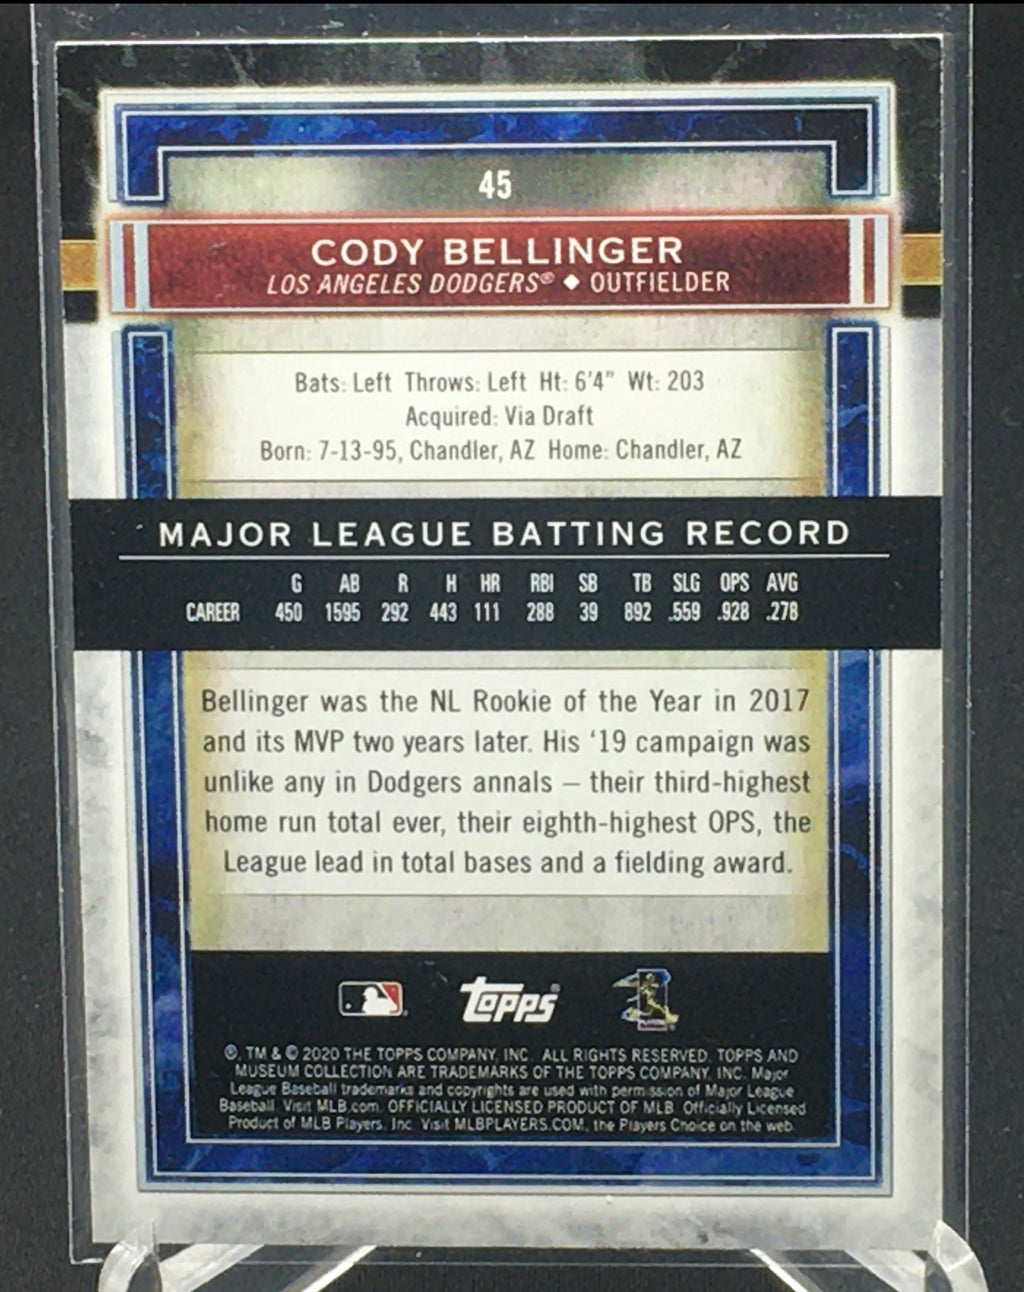 45
CODY BELLINGER
LOS ANGELES DODGERS® ◆ OUTFIELDER
Bats: Left Throws: Left Ht: 6'4" Wt: 203
Acquired: Via Draft
Born: 7-13-95, Chandler, AZ Home: Chandler, AZ
MAJOR LEAGUE BATTING RECORD
G AB R H HR RBI SB TB SLG OPS AVG
CAREER 450 1595 292 443 111 288 39 892 .559 .928 .278
Bellinger was the NL Rookie of the Year in 2017
and its MVP two years later. His ‘19 campaign was
unlike any in Dodgers annals – their third-highest
home run total ever, their eighth-highest OPS, the
League lead in total bases and a fielding award.
Topps®
®, TM & © 2020 THE TOPPS COMPANY, INC. ALL RIGHTS RESERVED. TOPPS AND
MUSEUM COLLECTION ARE TRADEMARKS OF THE TOPPS COMPANY, INC. Major
League Baseball trademarks and copyrights are used with permission of Major League
Baseball. Visit MLB.com. OFFICIALLY LICENSED PRODUCT OF MLB. Officially Licensed
Product of MLB Players, Inc. Visit MLBPLAYERS.COM, the Players Choice on the web.